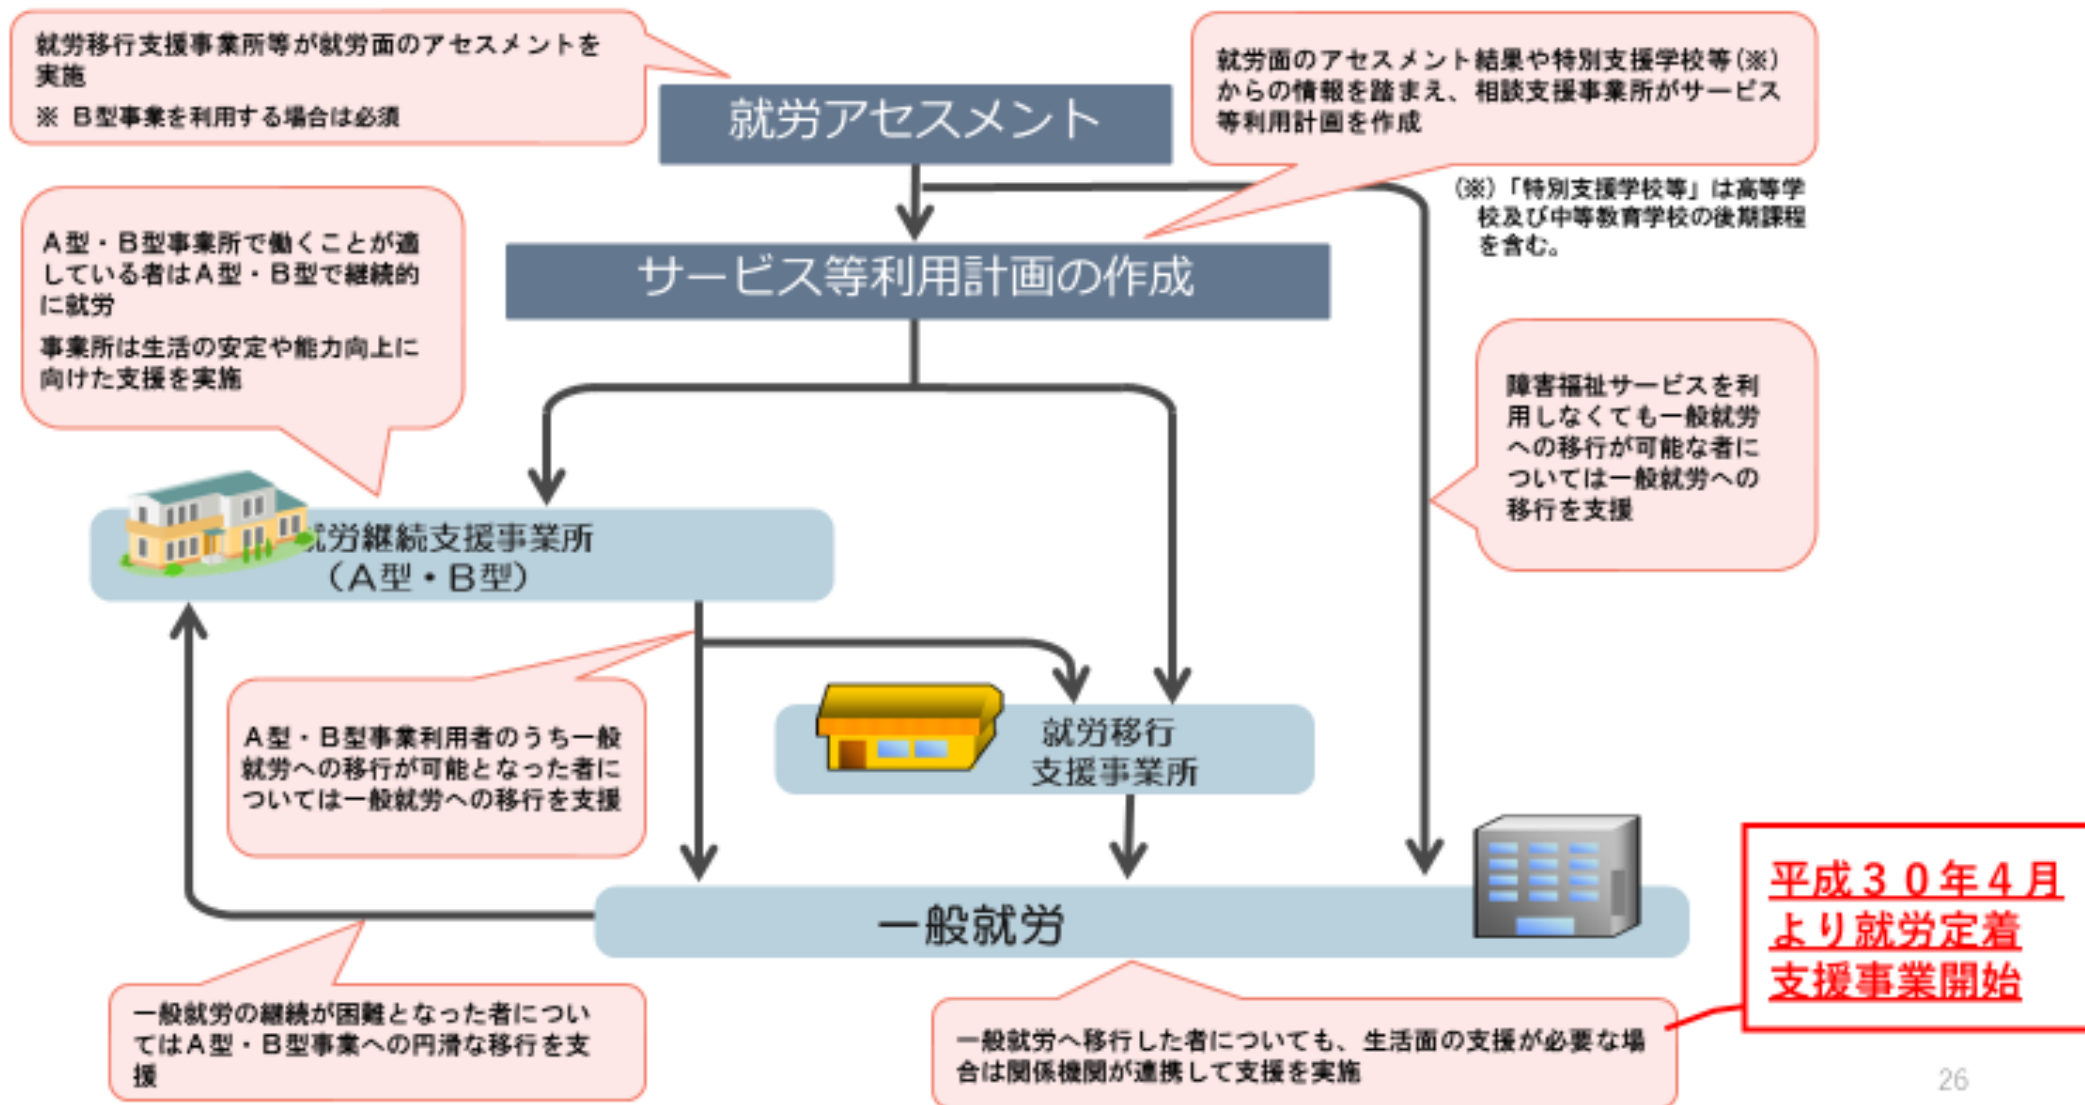 就労移行支援事業所等が就労面のアセスメントを
実施
※ B型事業を利用する場合は必須
就労アセスメント
就労面のアセスメント結果や特別支援学校等(※)
からの情報を踏まえ、相談支援事業所がサービス
等利用計画を作成
(※)「特別支援学校等」は高等学
校及び中等教育学校の後期課程
を含む。
A型・B型事業所で働くことが適
している者はA型・B型で継続的
に就労
事業所は生活の安定や能力向上に
向けた支援を実施
サービス等利用計画の作成
障害福祉サービスを利
用しなくても一般就労
への移行が可能な者に
ついては一般就労への
移行を支援
就労継続支援事業所
(A型・B型)
A型・B型事業利用者のうち一般
就労への移行が可能となった者に
ついては一般就労への移行を支援
就労移行
支援事業所
一般就労
平成30年4月
より就労定着
支援事業開始
一般就労の継続が困難となった者につい
てはA型・B型事業への円滑な移行を支
援
一般就労へ移行した者についても、生活面の支援が必要な場
合は関係機関が連携して支援を実施
26